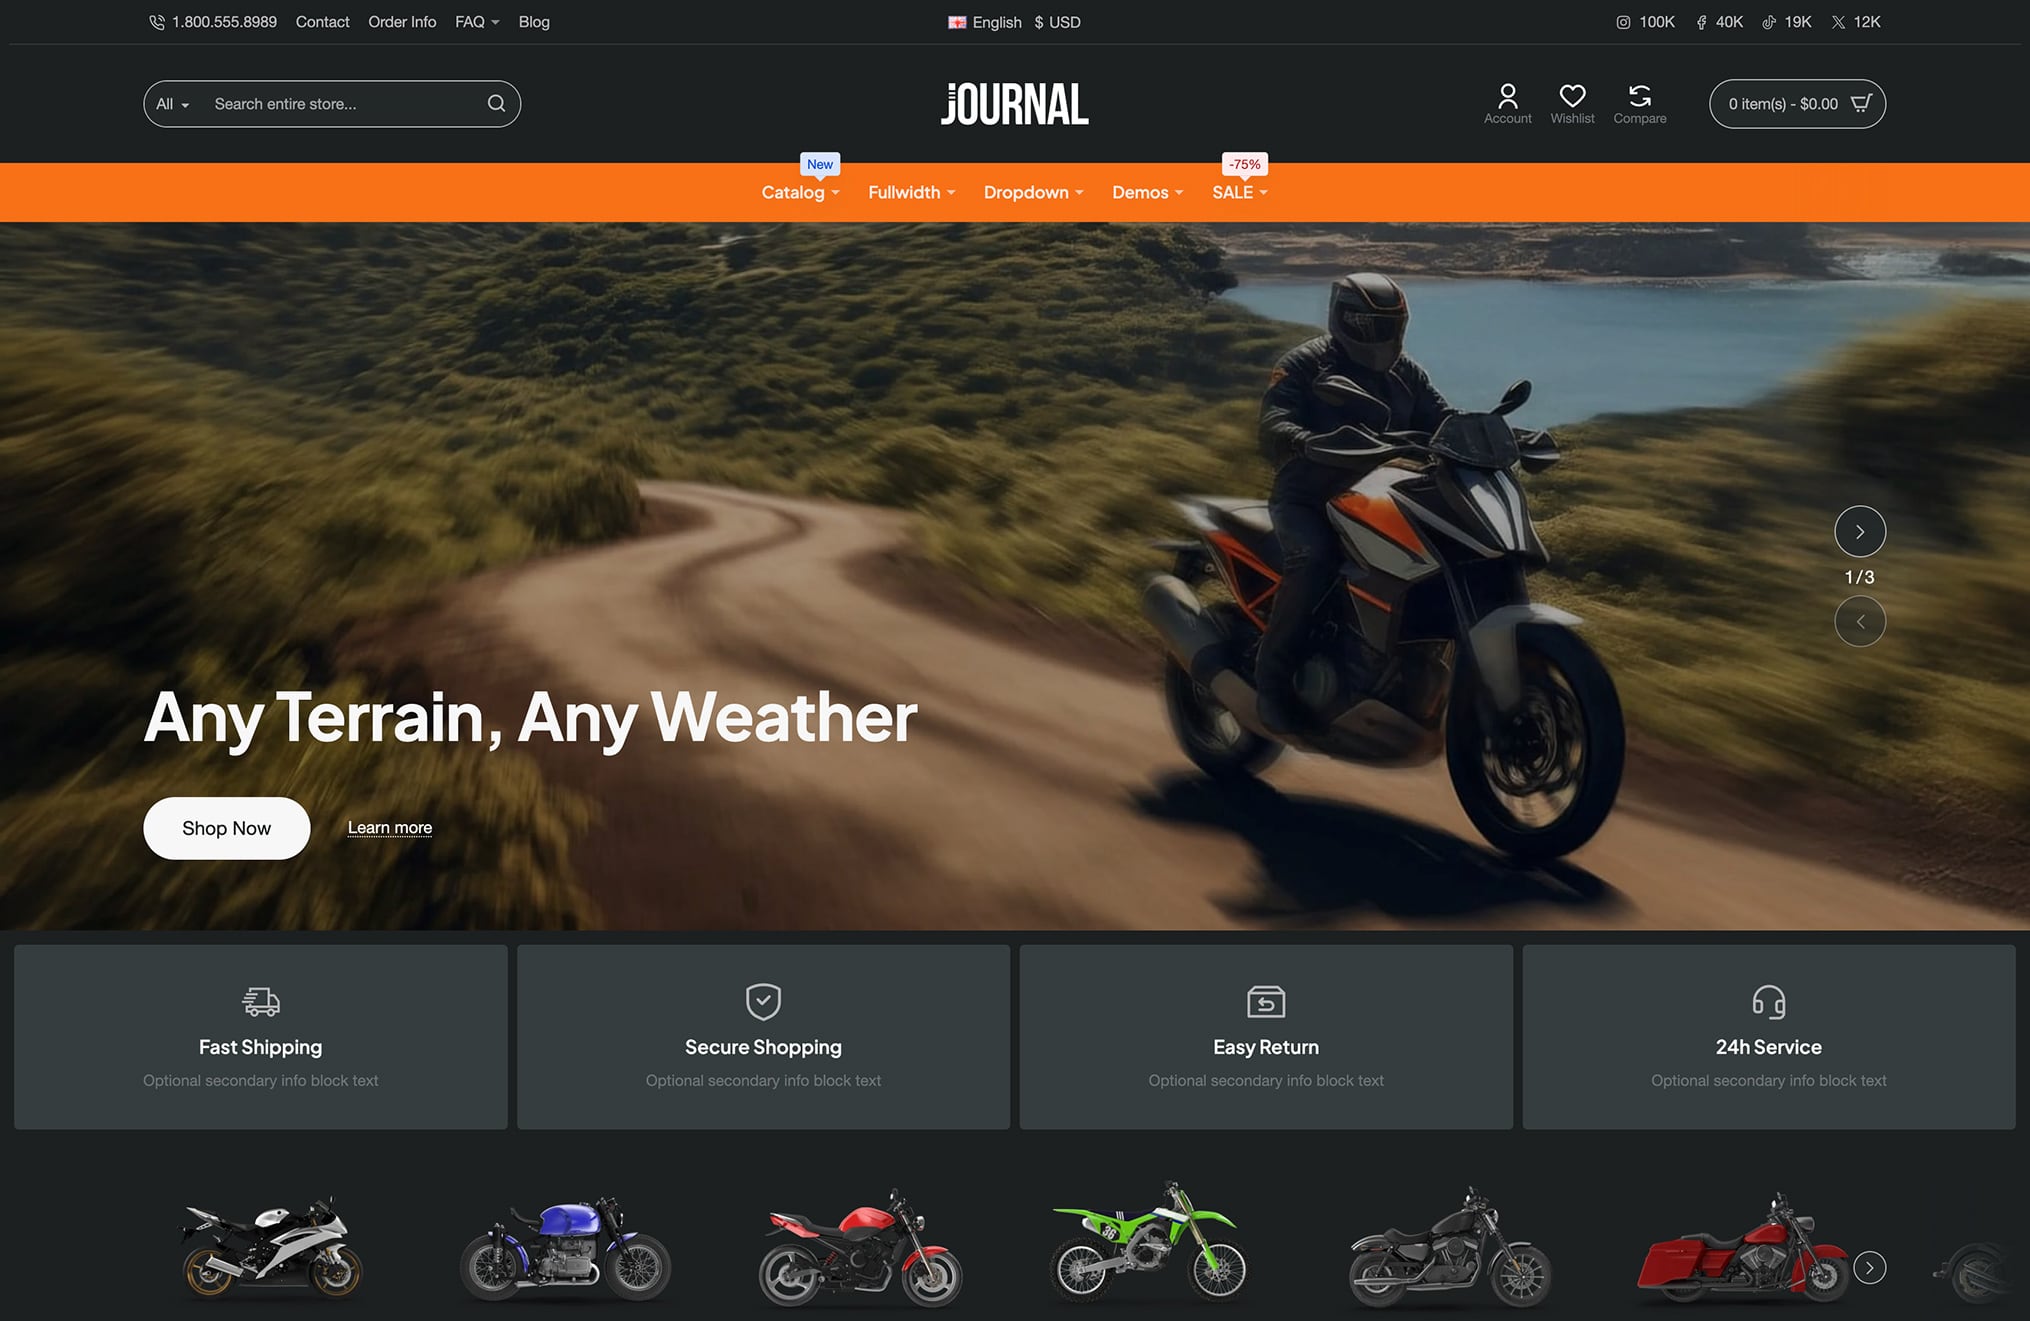 1.800.555.8989 Contact Order Info FAQ Blog
English $ USD
100K 40K 19K 12K
All Search entire store...
JOURNAL
Account Wishlist Compare
0 item(s) - $0.00
New
-75%
Catalog Fullwidth Dropdown Demos SALE
1/3
Any Terrain, Any Weather
Shop Now Learn more
Fast Shipping
Optional secondary info block text
Secure Shopping
Optional secondary info block text
Easy Return
Optional secondary info block text
24h Service
Optional secondary info block text
36